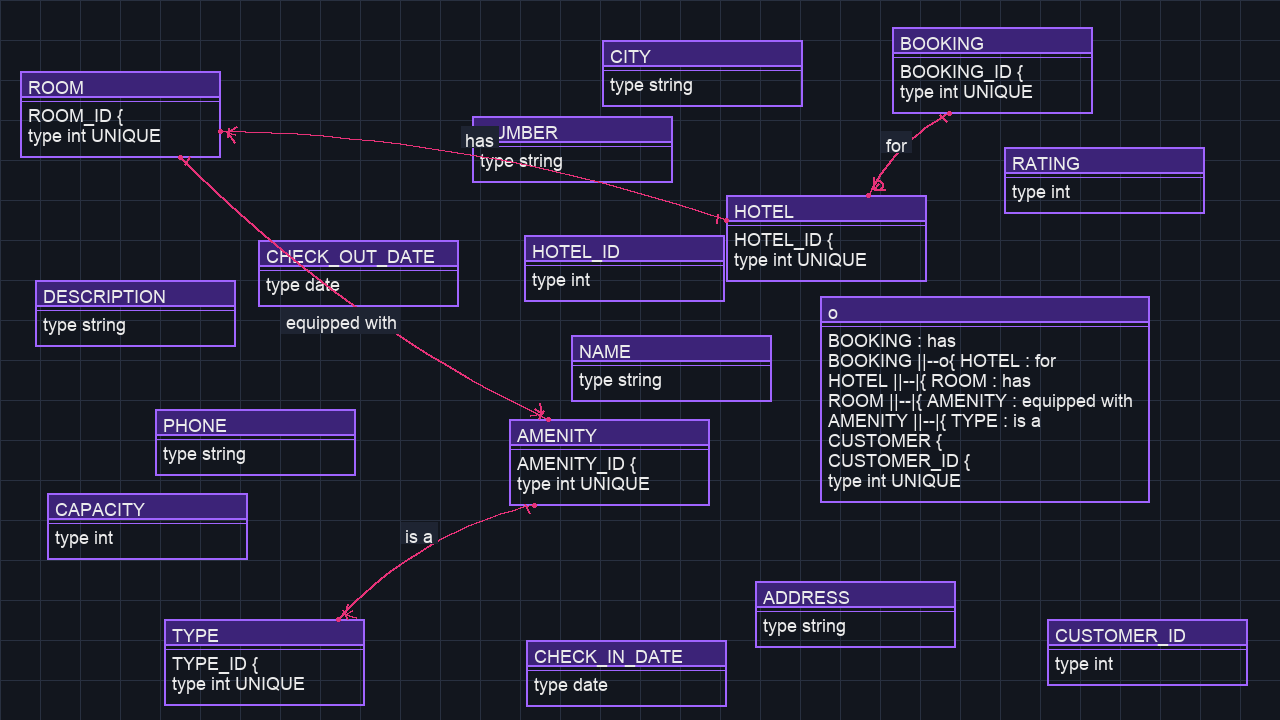 BOOKING
BOOKING_ID {
type int UNIQUE
CITY
type string
ROOM
ROOM_ID {
type int UNIQUE
UMBER
type string
has
for
RATING
type int
HOTEL
HOTEL_ID {
type int UNIQUE
CHECK_OUT_DATE
type date
HOTEL_ID
type int
DESCRIPTION
type string
equipped with
o
BOOKING : has
BOOKING ||--o{ HOTEL : for
HOTEL ||--|{ ROOM : has
ROOM ||--|{ AMENITY : equipped with
AMENITY ||--|{ TYPE : is a
CUSTOMER {
CUSTOMER_ID {
type int UNIQUE
NAME
type string
PHONE
type string
AMENITY
AMENITY_ID {
type int UNIQUE
CAPACITY
type int
is a
ADDRESS
type string
TYPE
TYPE_ID {
type int UNIQUE
CHECK_IN_DATE
type date
CUSTOMER_ID
type int